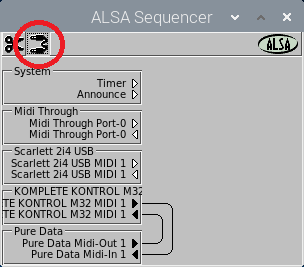 ALSA Sequencer
ALSA
System
Timer
Announce
Midi Through
Midi Through Port-0
Midi Through Port-0
Scarlett 2i4 USB
Scarlett 2i4 USB MIDI 1
Scarlett 2i4 USB MIDI 1
KOMPLETE KONTROL M32
TE KONTROL M32 MIDI 1
TE KONTROL M32 MIDI 1
Pure Data
Pure Data Midi-Out 1
Pure Data Midi-In 1